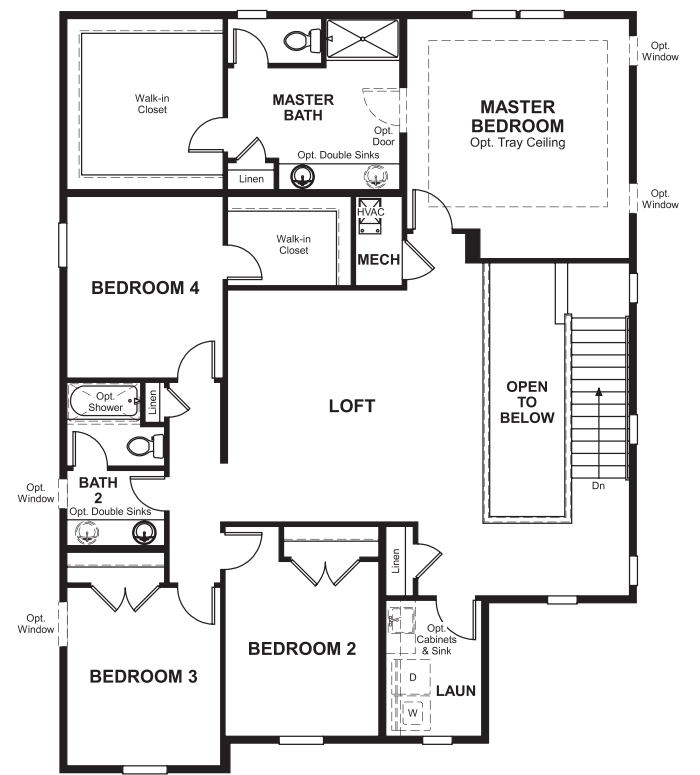 Opt.
Window
Walk-in
Closet
MASTER
BATH
MASTER
BEDROOM
Opt. Tray Ceiling
Opt.
Door
Opt. Double Sinks
Linen
Opt.
Window
HVAC
Walk-in
Closet
MECH
BEDROOM 4
LOFT
OPEN
TO
BELOW
Opt.
Shower
Linen
BATH
2
Opt. Double Sinks
Opt.
Window
Dn
Linen
Opt.
Window
Opt.
Cabinets
& Sink
BEDROOM 2
BEDROOM 3
D
LAUN
W